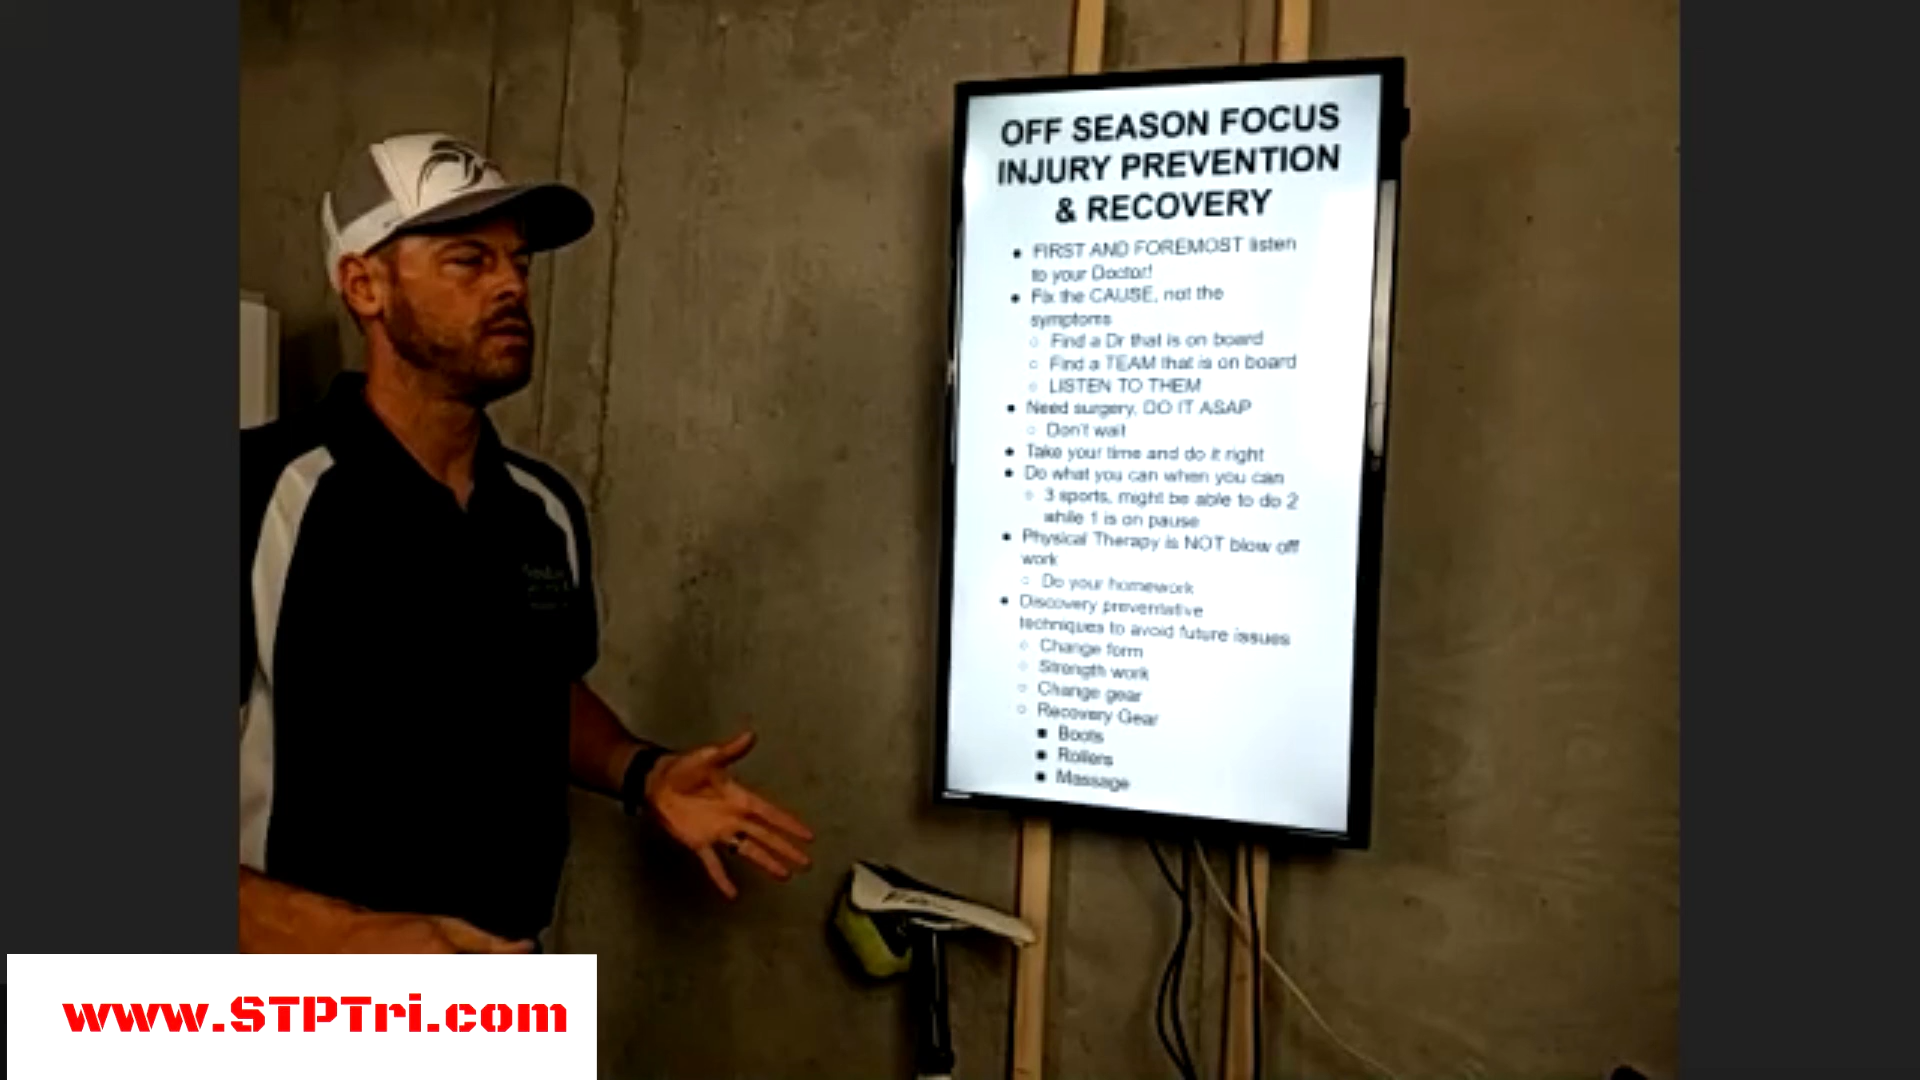 OFF SEASON FOCUS
INJURY PREVENTION
& RECOVERY
● FIRST AND FOREMOST listen
to your Doctor!
● Fix the CAUSE, not the
symptoms
○ Find a Dr that is on board
○ Find a TEAM that is on board
○ LISTEN TO THEM
● Need surgery, DO IT ASAP
○ Don't wait
● Take your time and do it right
● Do what you can when you can
○ 3 sports, might be able to do 2
while 1 is on pause
● Physical Therapy is NOT blow off
work
○ Do your homework
● Discovery preventative
techniques to avoid future issues
○ Change form
○ Strength work
○ Change gear
○ Recovery Gear
■ Boots
■ Rollers
■ Massage
www.STPTri.com